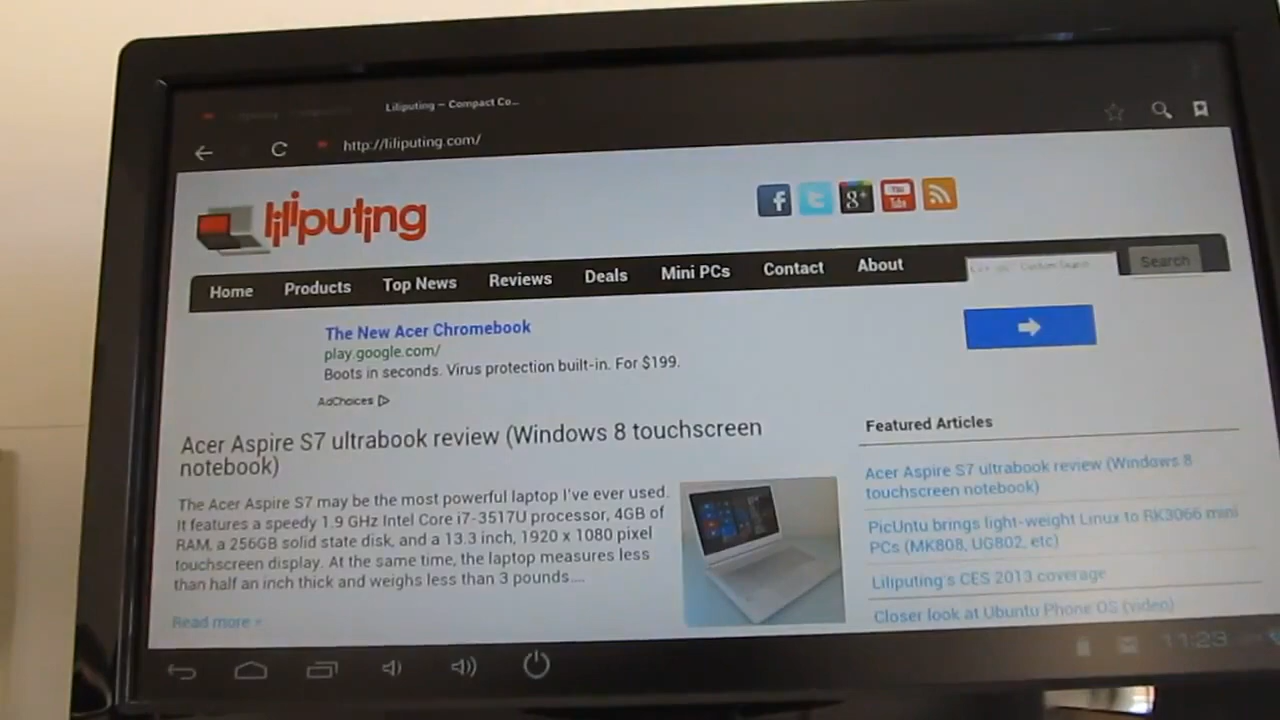 Liliputing – Compact Co...
http://liliputing.com/
liliputing
f
g+
You
Tube
Home Products Top News Reviews Deals Mini PCs Contact About Search
The New Acer Chromebook
play.google.com/
Boots in seconds. Virus protection built-in. For $199.
AdChoices
Acer Aspire S7 ultrabook review (Windows 8 touchscreen
notebook)
The Acer Aspire S7 may be the most powerful laptop I've ever used.
It features a speedy 1.9 GHz Intel Core i7-3517U processor, 4GB of
RAM, a 256GB solid state disk, and a 13.3 inch, 1920 x 1080 pixel
touchscreen display. At the same time, the laptop measures less
than half an inch thick and weighs less than 3 pounds....
Read more »
Featured Articles
Acer Aspire S7 ultrabook review (Windows 8
touchscreen notebook)
PicUntu brings light-weight Linux to RK3066 mini
PCs (MK808, UG802, etc)
Liliputing's CES 2013 coverage
Closer look at Ubuntu Phone OS (video)
11:23